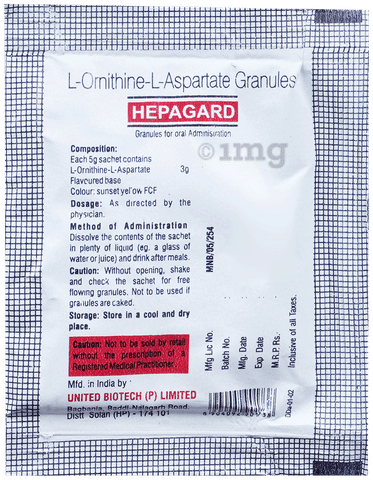 L-Ornithine-L-Aspartate Granules
HEPAGARD
Granules for oral Administration
1mg
Composition:
Each 5g sachet contains
L-Ornithine-L-Aspartate 3g
Flavoured base
Colour: sunset yellow FCF
Dosage: As directed by the
physician.
Method of Administration
Dissolve the contents of the sachet
in plenty of liquid (eg. a glass of
water or juice) and drink after meals.
Caution: Without opening, shake
and check the sachet for free
flowing granules. Not to be used if
granules are caked.
Storage: Store in a cool and dry
place.
Caution: Not to be sold by retail
without the prescription of a
Registered Medical Practitioner.
Mfd. in India by
UNITED BIOTECH (P) LIMITED
Bagbania, Baddi-Nalagarh Road,
Distt Solan (HP) - 174 101
MNB/05/254
Mfg Lic No.
Batch No.
Mfg. Date
Exp Date
M.R.P. Rs.
Inclusive of all Taxes.